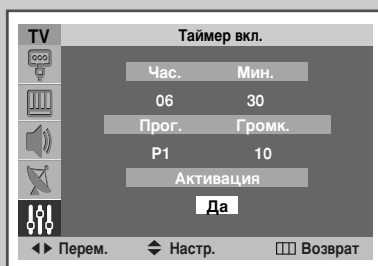 TV Таймер вкл.
Час. Мин.
06 30
Прог. Громк.
P1 10
Активация
Да
Перем. Настр. Возврат